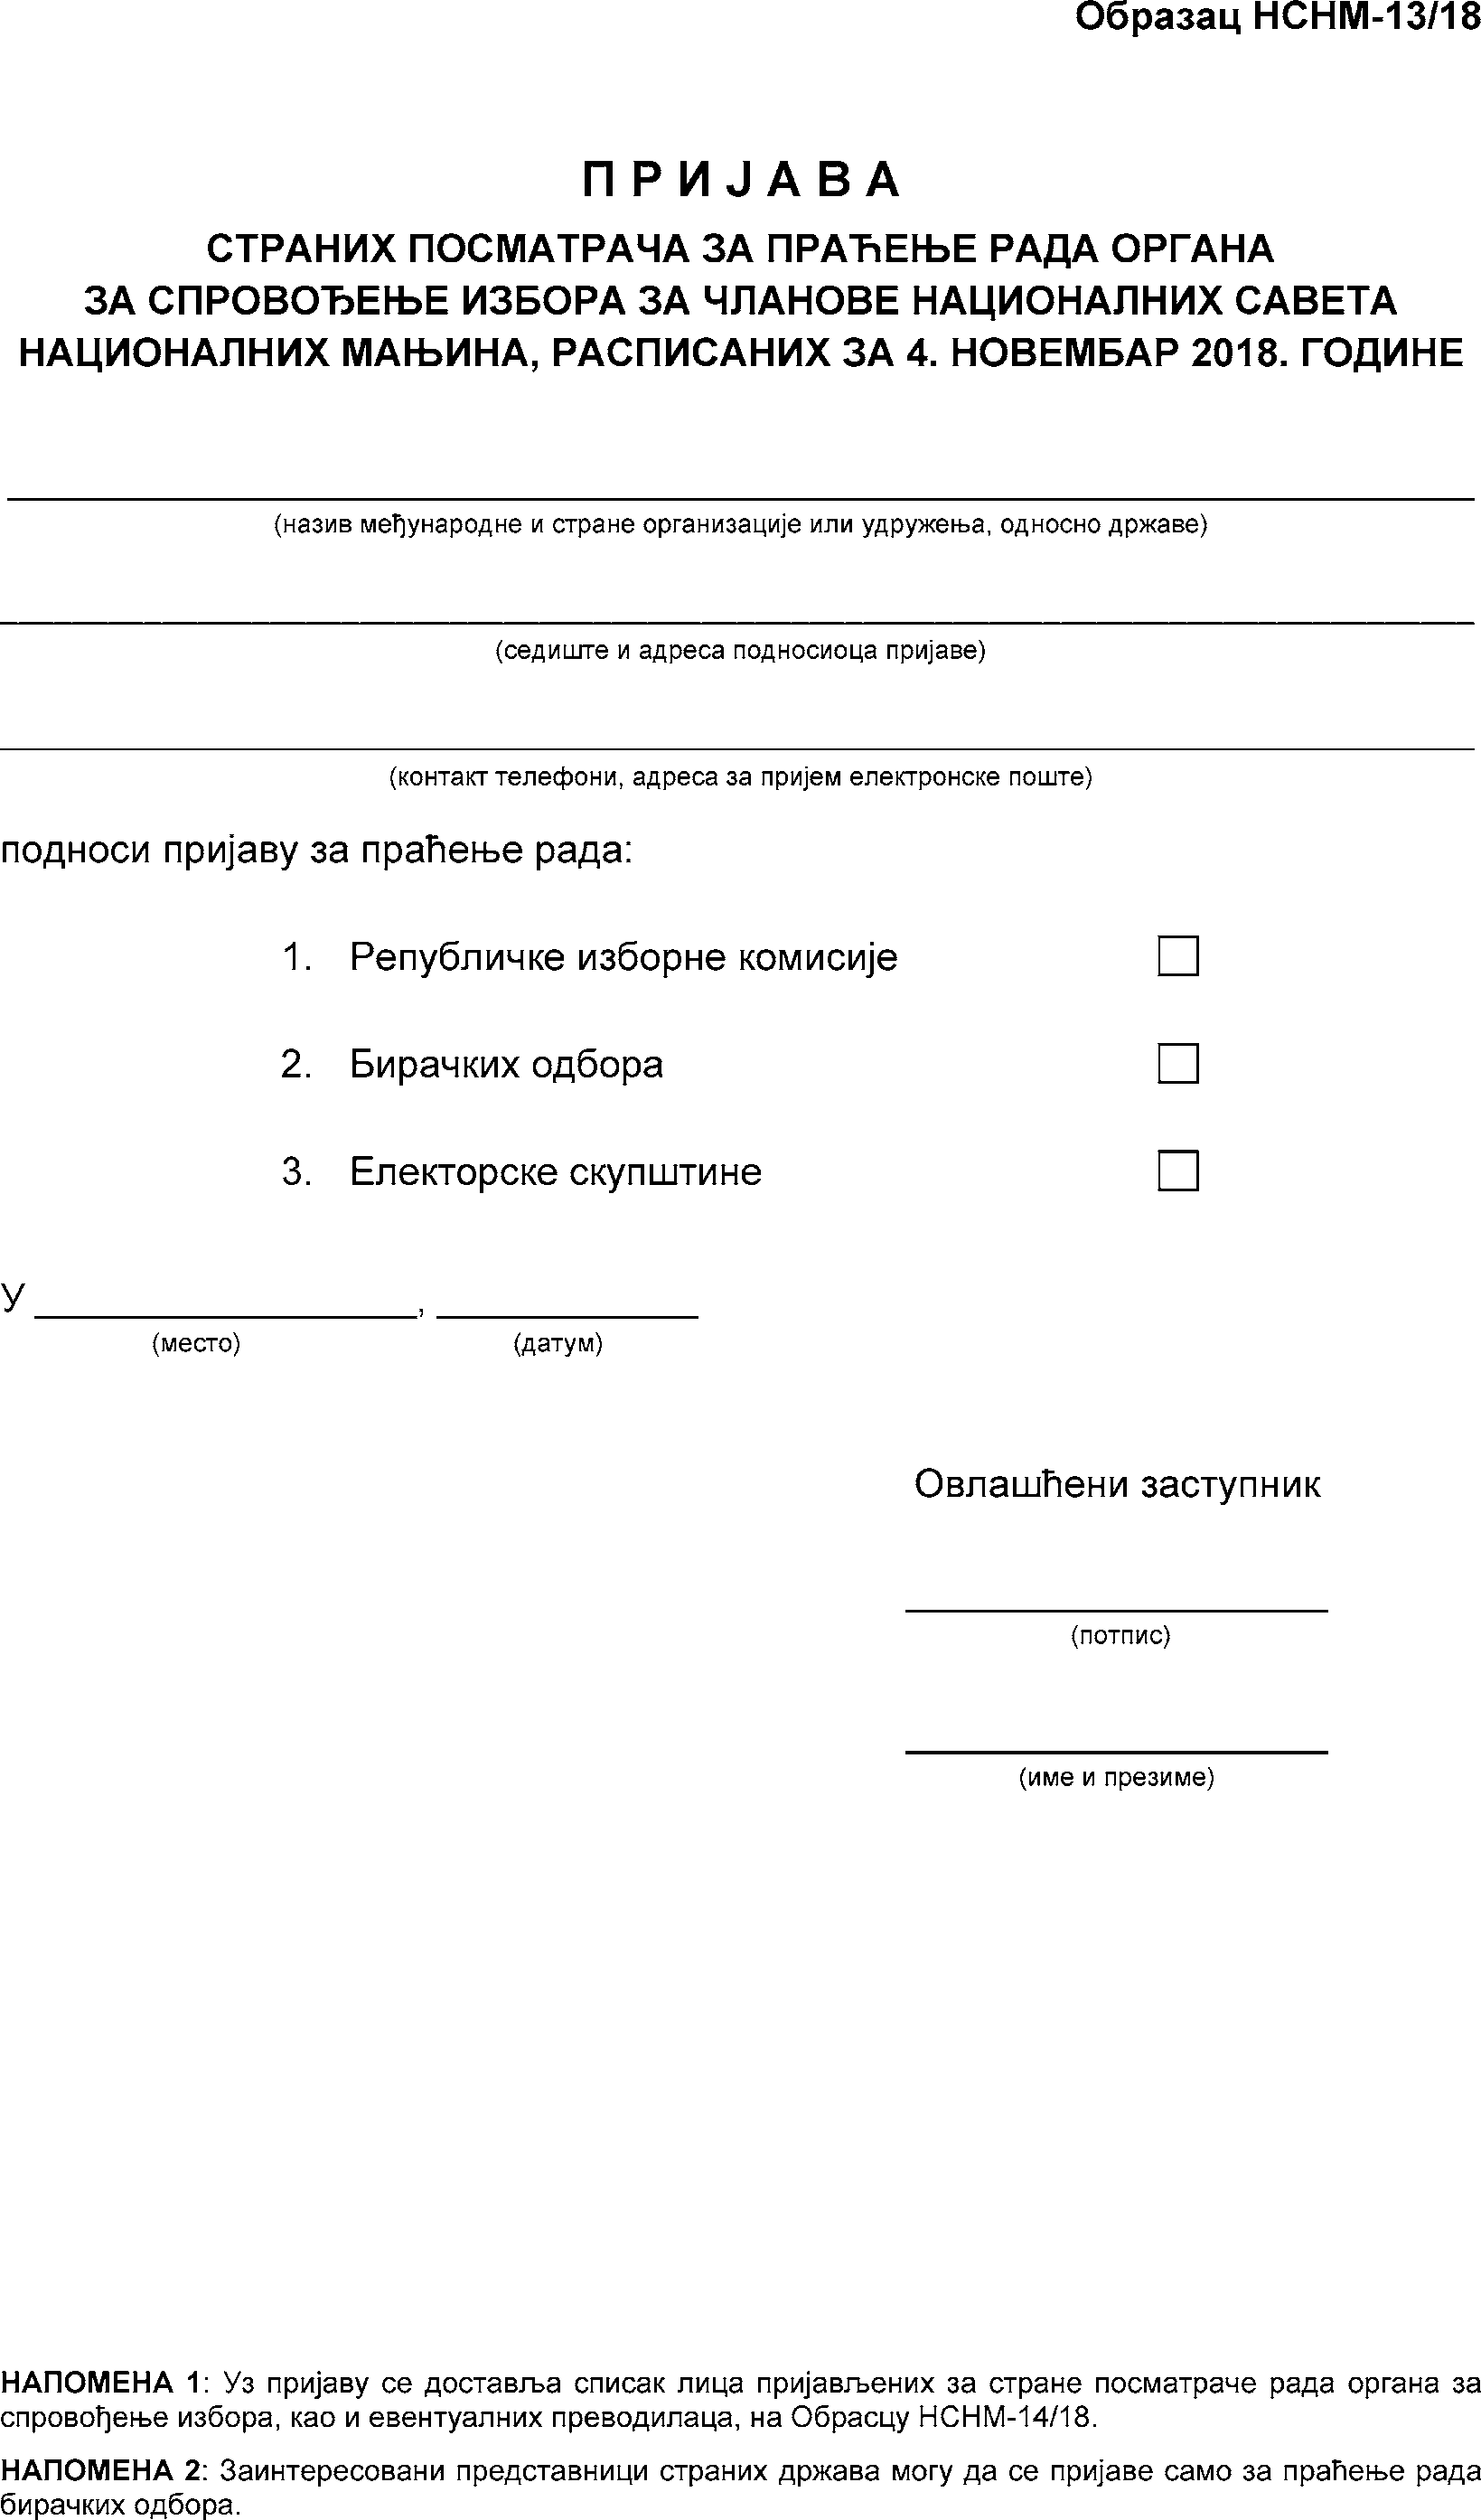 Образац НСНМ-13/18
П Р И Ј А В А
СТРАНИХ ПОСМАТРАЧА ЗА ПРАЋЕЊЕ РАДА ОРГАНА
ЗА СПРОВОЂЕЊЕ ИЗБОРА ЗА ЧЛАНОВЕ НАЦИОНАЛНИХ САВЕТА
НАЦИОНАЛНИХ МАЊИНА, РАСПИСАНИХ ЗА 4. НОВЕМБАР 2018. ГОДИНЕ
(назив међународне и стране организације или удружења, односно државе)
(седиште и адреса подносиоца пријаве)
(контакт телефони, адреса за пријем електронске поште)
подноси пријаву за праћење рада:
1. Републичке изборне комисије
2. Бирачких одбора
3. Електорске скупштине
У ____________________, ______________
(место) (датум)
Овлашћени заступник
(потпис)
(име и презиме)
НАПОМЕНА 1: Уз пријаву се доставља списак лица пријављених за стране посматраче рада органа за
спровођење избора, као и евентуалних преводилаца, на Обрасцу НСНМ-14/18.
НАПОМЕНА 2: Заинтересовани представници страних држава могу да се пријаве само за праћење рада
бирачких одбора.